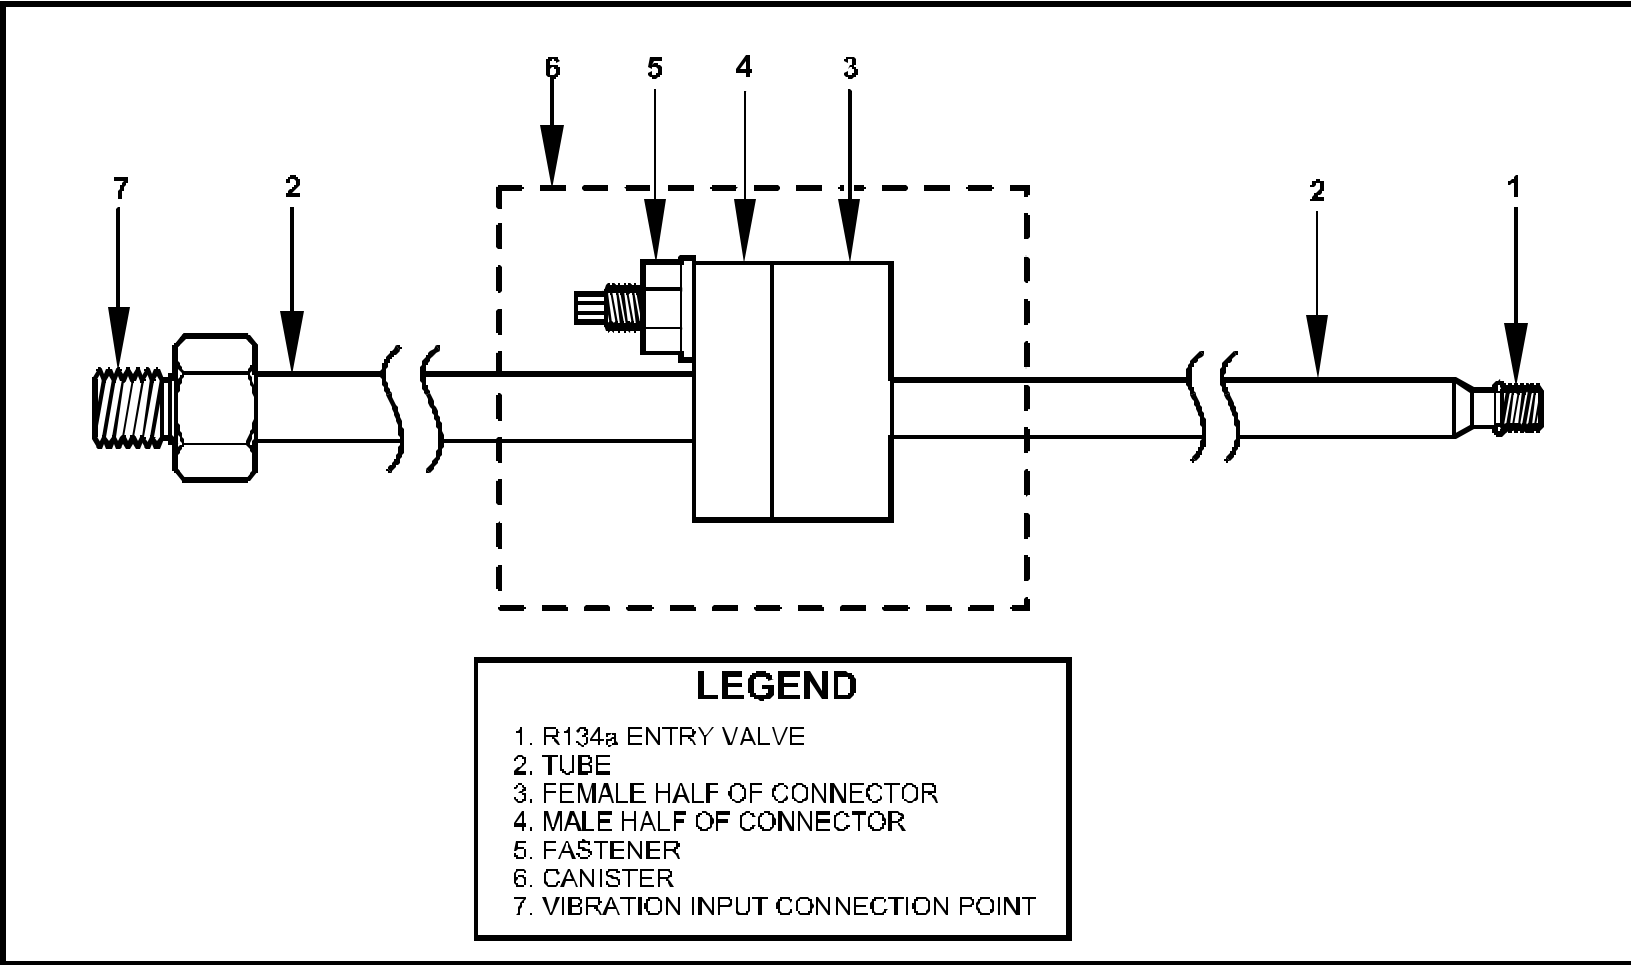 6 5 4 3
7 2 2 1
LEGEND
1. R134a ENTRY VALVE
2. TUBE
3. FEMALE HALF OF CONNECTOR
4. MALE HALF OF CONNECTOR
5. FASTENER
6. CANISTER
7. VIBRATION INPUT CONNECTION POINT